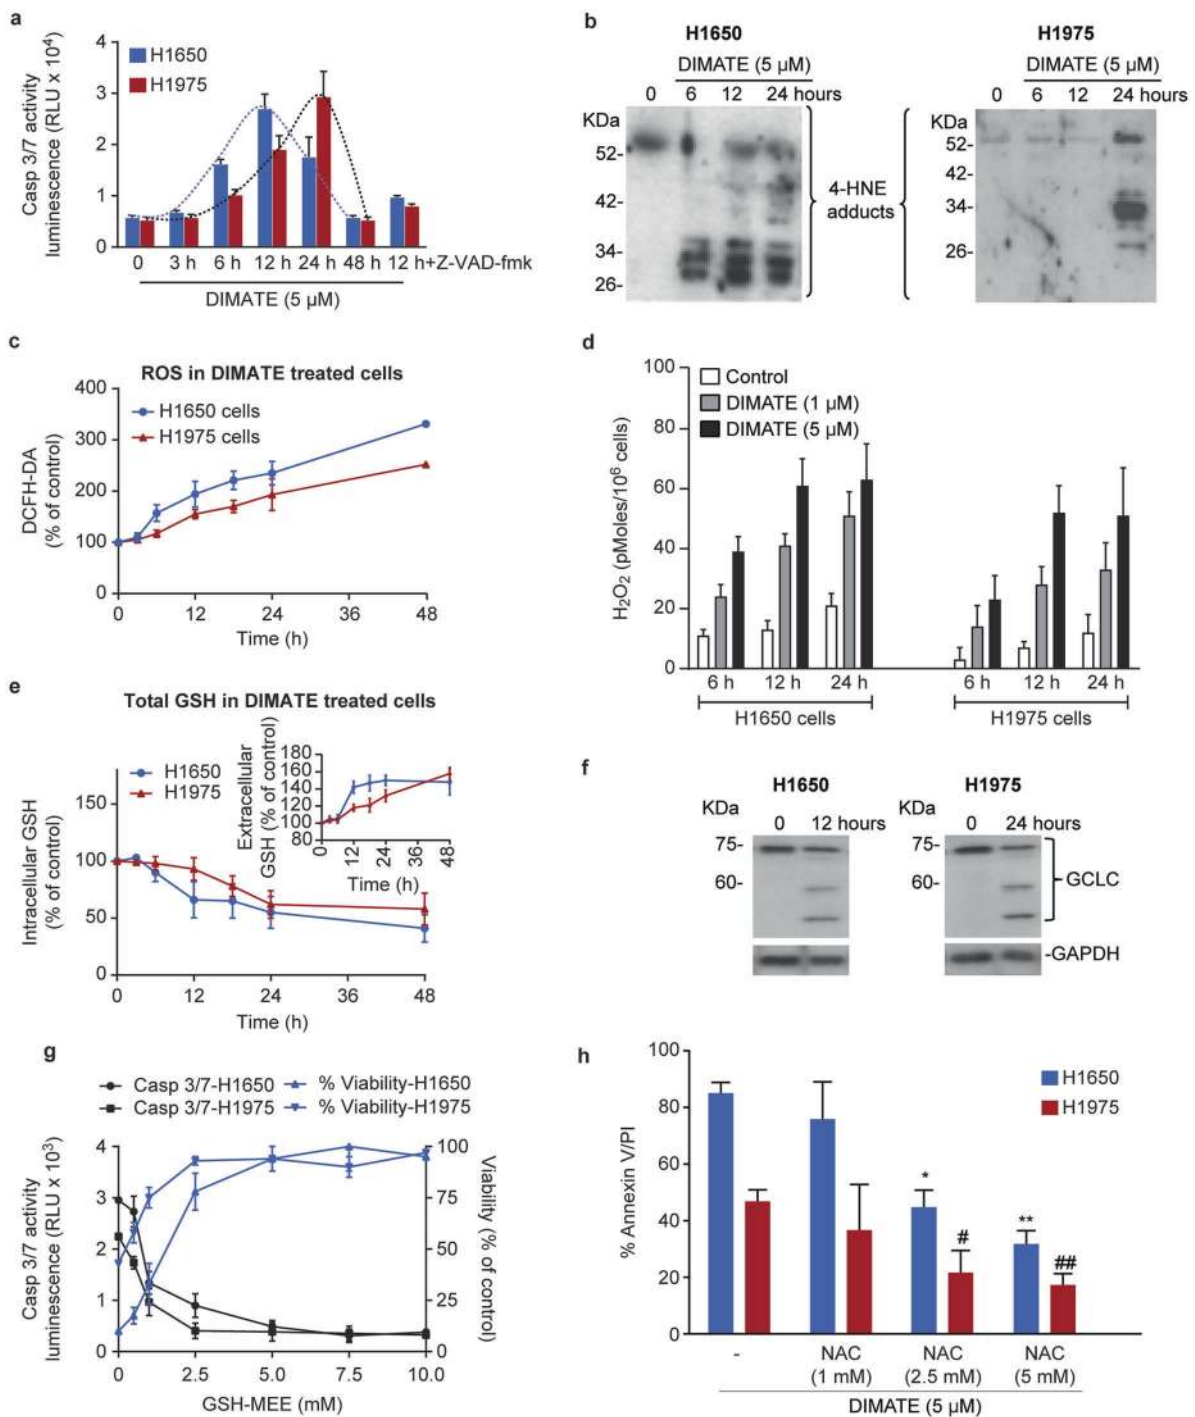 a
Casp 3/7 activity
luminescence (RLU x 10⁴)
4
3
2
1
0
H1650
H1975
0 3 h 6 h 12 h 24 h 48 h 12 h+Z-VAD-fmk
DIMATE (5 µM)
b
H1650
DIMATE (5 µM)
0 6 12 24 hours
KDa
52-
42-
34-
26-
4-HNE
adducts
H1975
DIMATE (5 µM)
0 6 12 24 hours
KDa
52-
42-
34-
26-
c
ROS in DIMATE treated cells
DCFH-DA
(% of control)
400
300
200
100
0
H1650 cells
H1975 cells
0 12 24 36 48
Time (h)
d
H₂O₂ (pMoles/10⁶ cells)
100
80
60
40
20
0
Control
DIMATE (1 µM)
DIMATE (5 µM)
6 h 12 h 24 h 6 h 12 h 24 h
H1650 cells H1975 cells
e
Total GSH in DIMATE treated cells
Intracellular GSH
(% of control)
150
100
50
0
H1650
H1975
0 12 24 36 48
Time (h)
Extracellular
GSH (% of control)
180
160
140
120
100
80
0 12 24 36 48
Time (h)
f
H1650
KDa
0 12 hours
75-
60-
H1975
KDa
0 24 hours
75-
60-
GCLC
-GAPDH
g
Casp 3/7-H1650
Casp 3/7-H1975
% Viability-H1650
% Viability-H1975
Casp 3/7 activity
luminescence (RLU x 10³)
4
3
2
1
0
Viability (% of control)
100
75
50
25
0
0 2.5 5.0 7.5 10.0
GSH-MEE (mM)
h
% Annexin V/PI
100
80
60
40
20
0
H1650
H1975
*
#
**
##
- NAC NAC NAC
(1 mM) (2.5 mM) (5 mM)
DIMATE (5 µM)